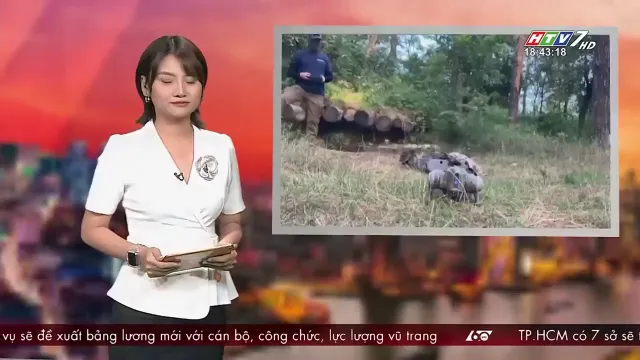 HTV7 HD
18:43:18
vụ sẽ đề xuất bảng lương mới với cán bộ, công chức, lực lượng vũ trang 60 TP.HCM có 7 sở sẽ t